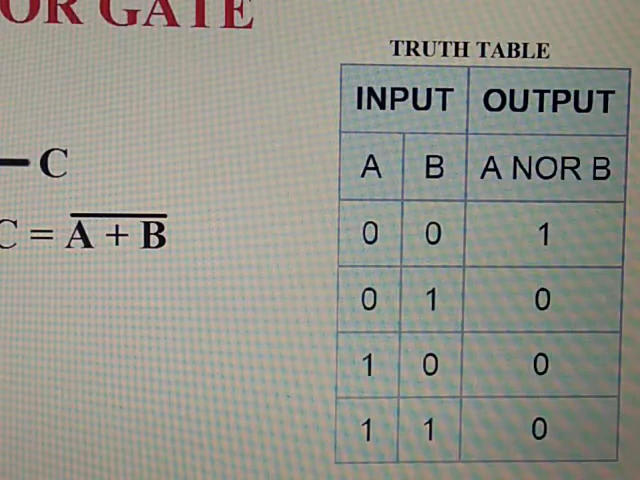 OR GATE
C
C = A + B
TRUTH TABLE
INPUT OUTPUT
A B A NOR B
0 0 1
0 1 0
1 0 0
1 1 0